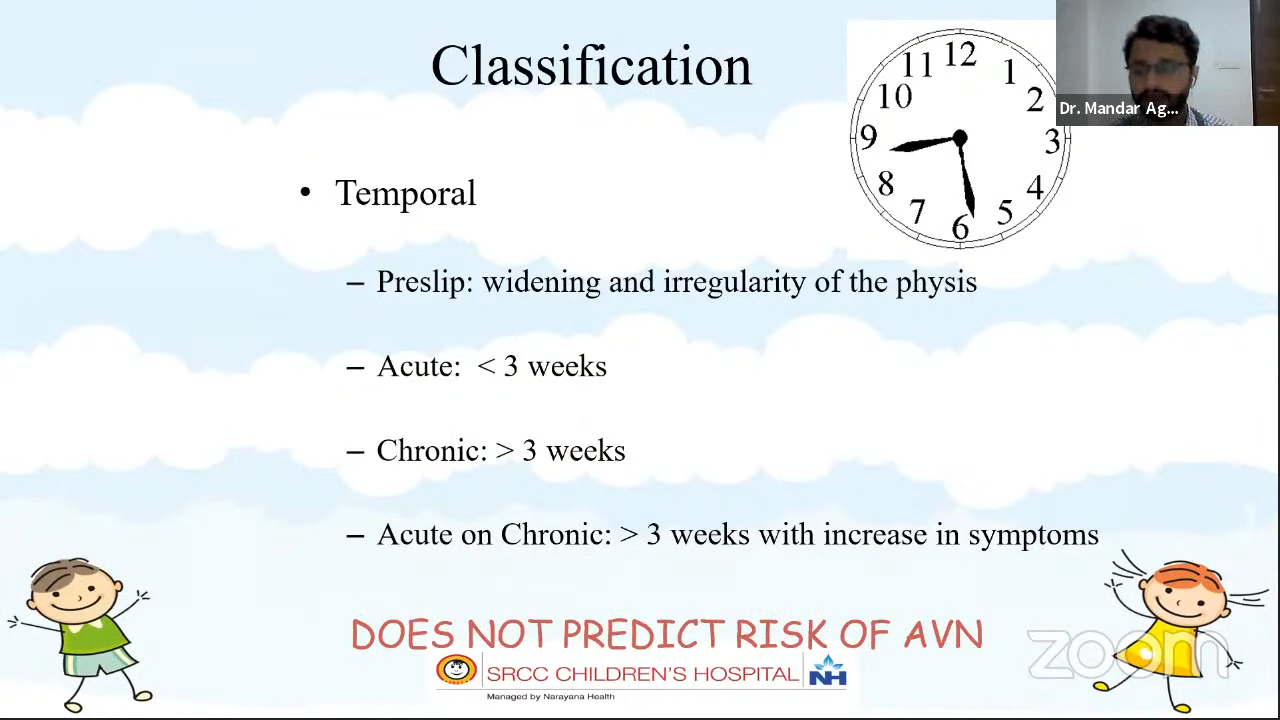 Classification
12
11
1
10
2
9
3
8
4
7
5
6
Dr. Mandar Ag...
• Temporal
– Preslip: widening and irregularity of the physis
– Acute: < 3 weeks
– Chronic: > 3 weeks
– Acute on Chronic: > 3 weeks with increase in symptoms
DOES NOT PREDICT RISK OF AVN
zoom
SRCC CHILDREN'S HOSPITAL
NH
Managed by Narayana Health